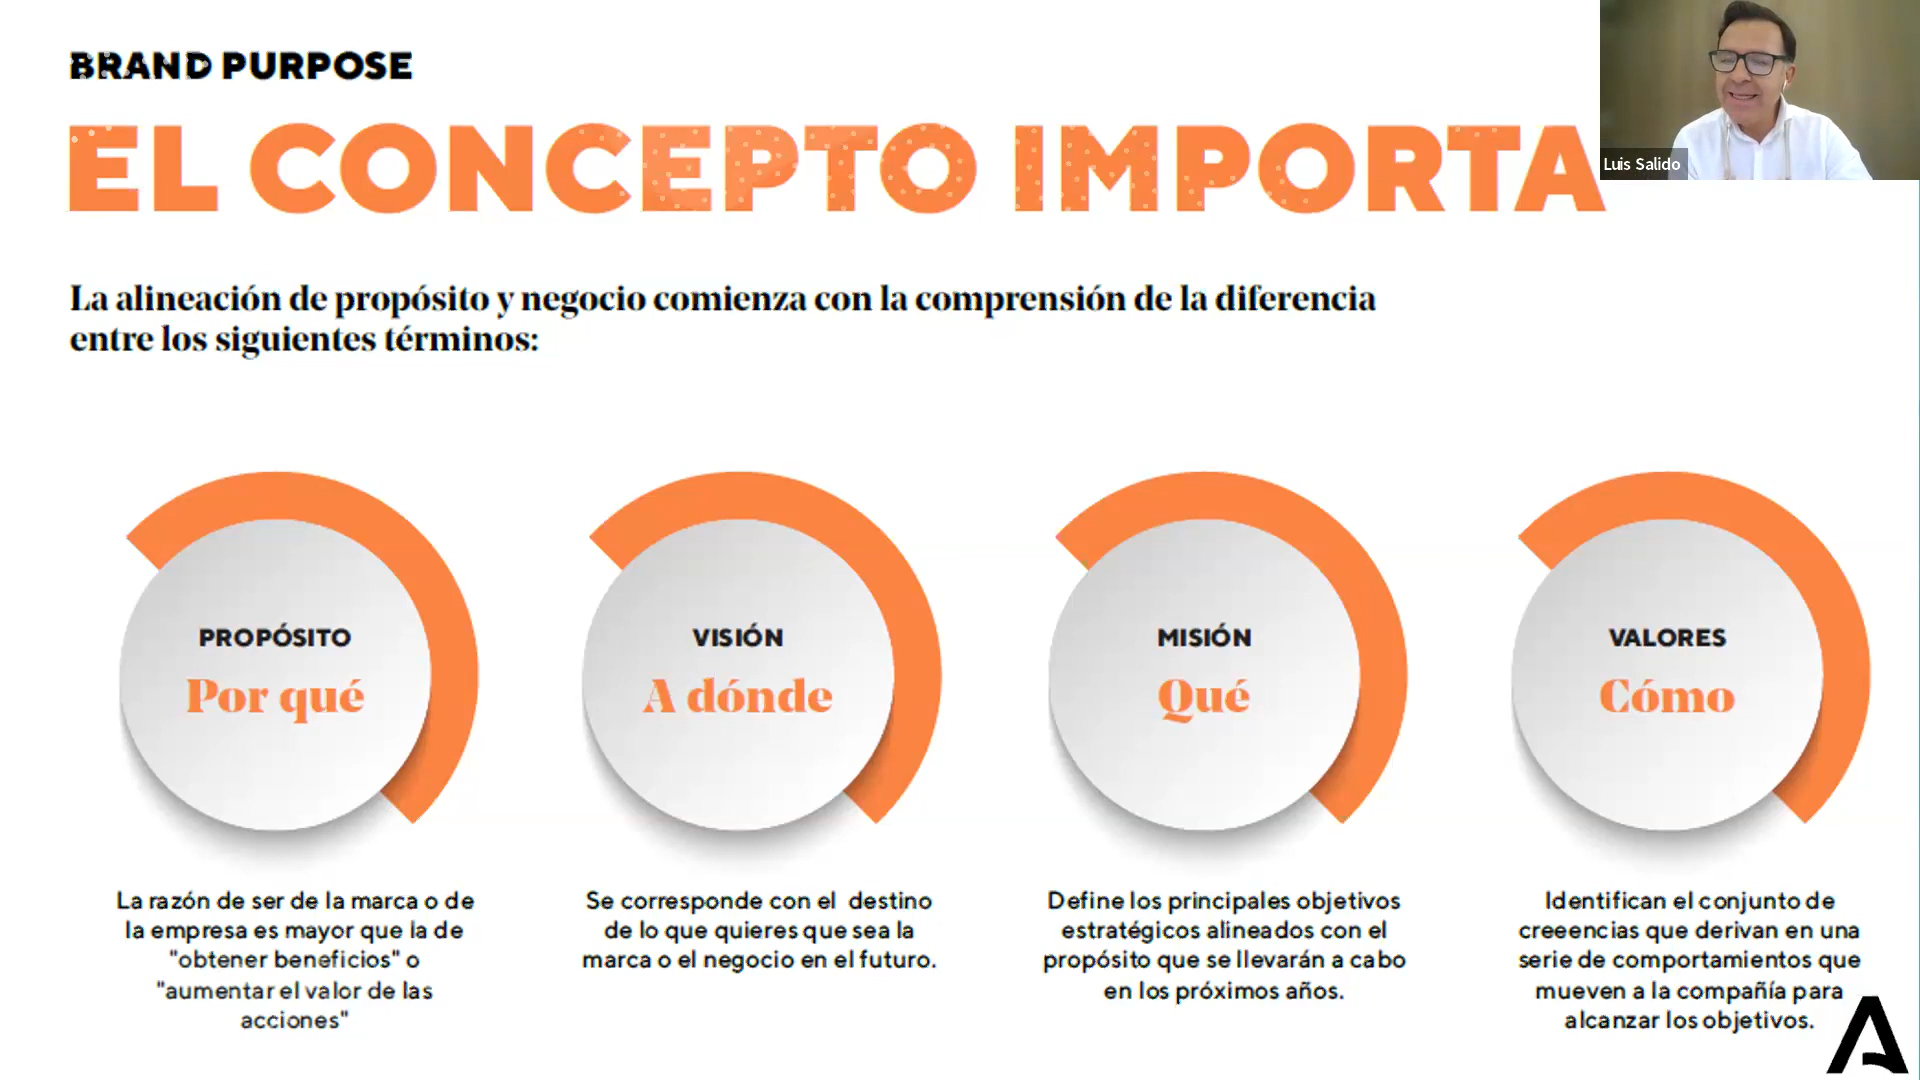 BRAND PURPOSE
EL CONCEPTO IMPORTA
Luis Salido
La alineación de propósito y negocio comienza con la comprensión de la diferencia
entre los siguientes términos:
PROPÓSITO
Por qué
La razón de ser de la marca o de
la empresa es mayor que la de
"obtener beneficios" o
"aumentar el valor de las
acciones"
VISIÓN
A dónde
Se corresponde con el destino
de lo que quieres que sea la
marca o el negocio en el futuro.
MISIÓN
Qué
Define los principales objetivos
estratégicos alineados con el
propósito que se llevarán a cabo
en los próximos años.
VALORES
Cómo
Identifican el conjunto de
creeencias que derivan en una
serie de comportamientos que
mueven a la compañía para
alcanzar los objetivos.